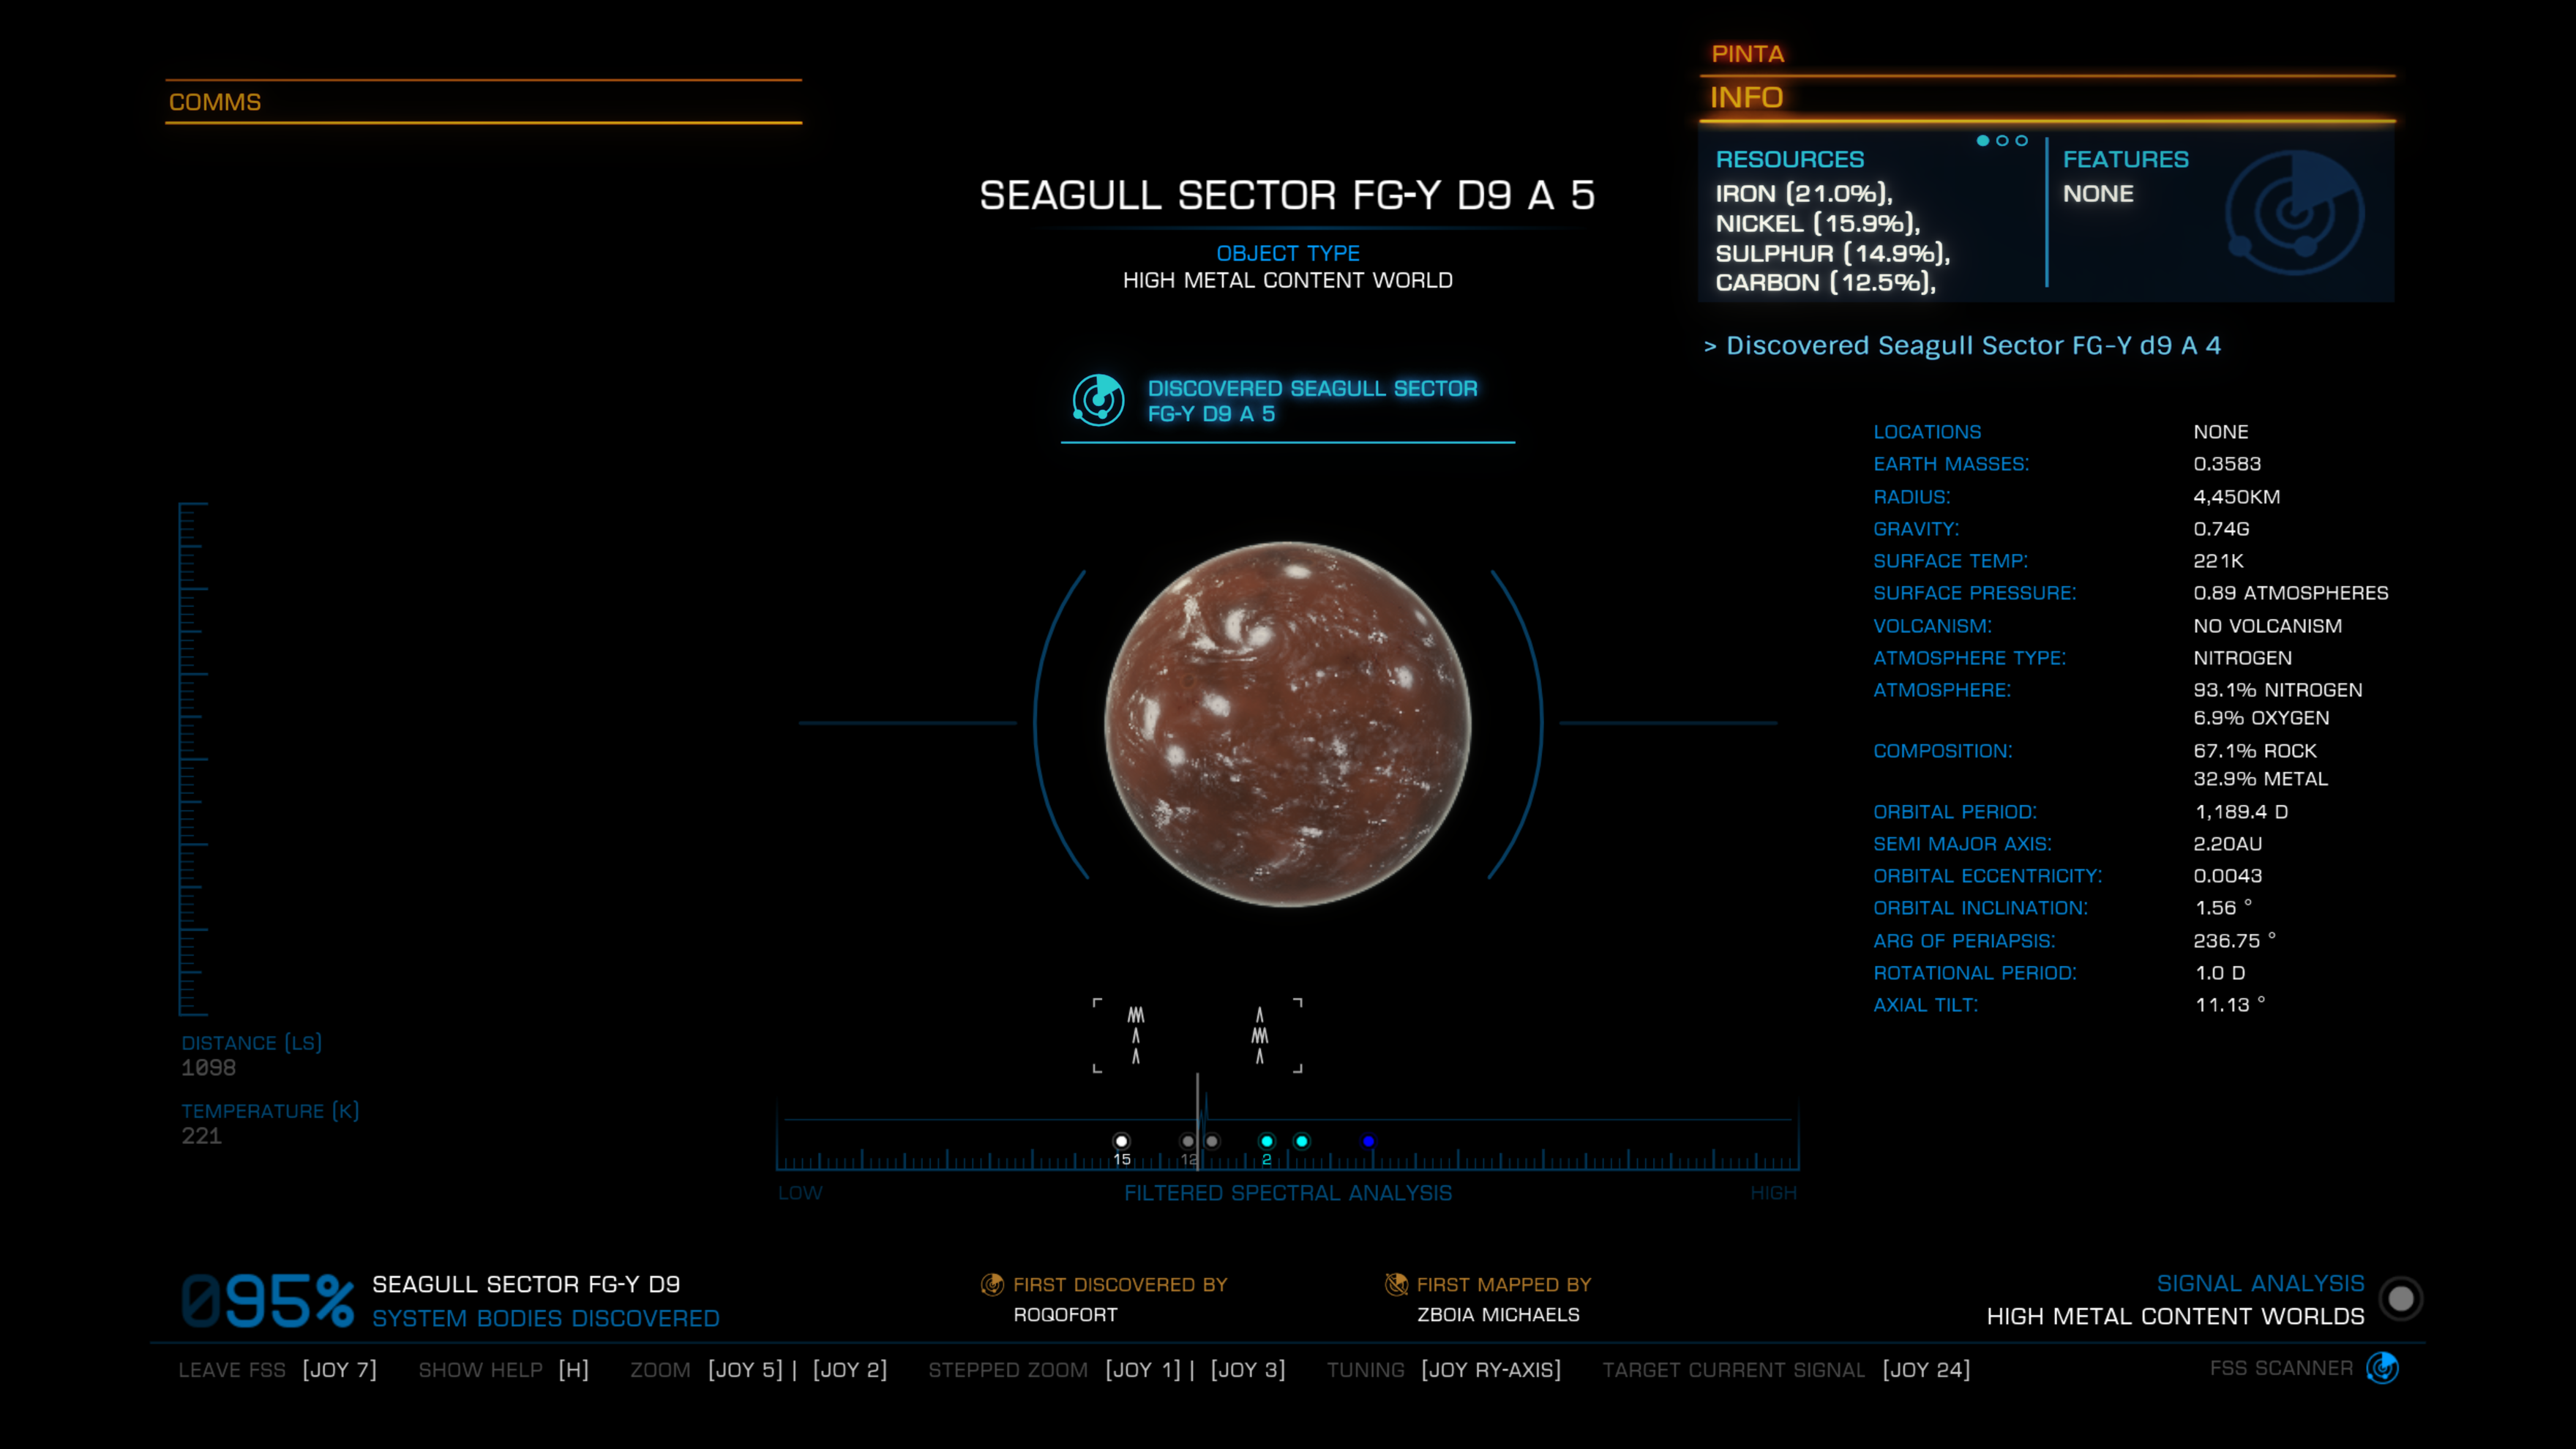 COMMS
PINTA
INFO
RESOURCES
IRON (21.0%),
NICKEL (15.9%),
SULPHUR (14.9%),
CARBON (12.5%),
FEATURES
NONE
SEAGULL SECTOR FG-Y D9 A 5
OBJECT TYPE
HIGH METAL CONTENT WORLD
DISCOVERED SEAGULL SECTOR
FG-Y D9 A 5
> Discovered Seagull Sector FG-Y d9 A 4
LOCATIONS NONE
EARTH MASSES: 0.3583
RADIUS: 4,450KM
GRAVITY: 0.74G
SURFACE TEMP: 221K
SURFACE PRESSURE: 0.89 ATMOSPHERES
VOLCANISM: NO VOLCANISM
ATMOSPHERE TYPE: NITROGEN
ATMOSPHERE: 93.1% NITROGEN
6.9% OXYGEN
COMPOSITION: 67.1% ROCK
32.9% METAL
ORBITAL PERIOD: 1,189.4 D
SEMI MAJOR AXIS: 2.20AU
ORBITAL ECCENTRICITY: 0.0043
ORBITAL INCLINATION: 1.56 °
ARG OF PERIAPSIS: 236.75 °
ROTATIONAL PERIOD: 1.0 D
AXIAL TILT: 11.13 °
DISTANCE (LS)
1098
TEMPERATURE (K)
221
15 12 2
LOW FILTERED SPECTRAL ANALYSIS HIGH
095% SEAGULL SECTOR FG-Y D9
SYSTEM BODIES DISCOVERED
FIRST DISCOVERED BY
ROQOFORT
FIRST MAPPED BY
ZBOIA MICHAELS
SIGNAL ANALYSIS
HIGH METAL CONTENT WORLDS
LEAVE FSS [JOY 7] SHOW HELP [H] ZOOM [JOY 5] | [JOY 2] STEPPED ZOOM [JOY 1] | [JOY 3] TUNING [JOY RY-AXIS] TARGET CURRENT SIGNAL [JOY 24] FSS SCANNER